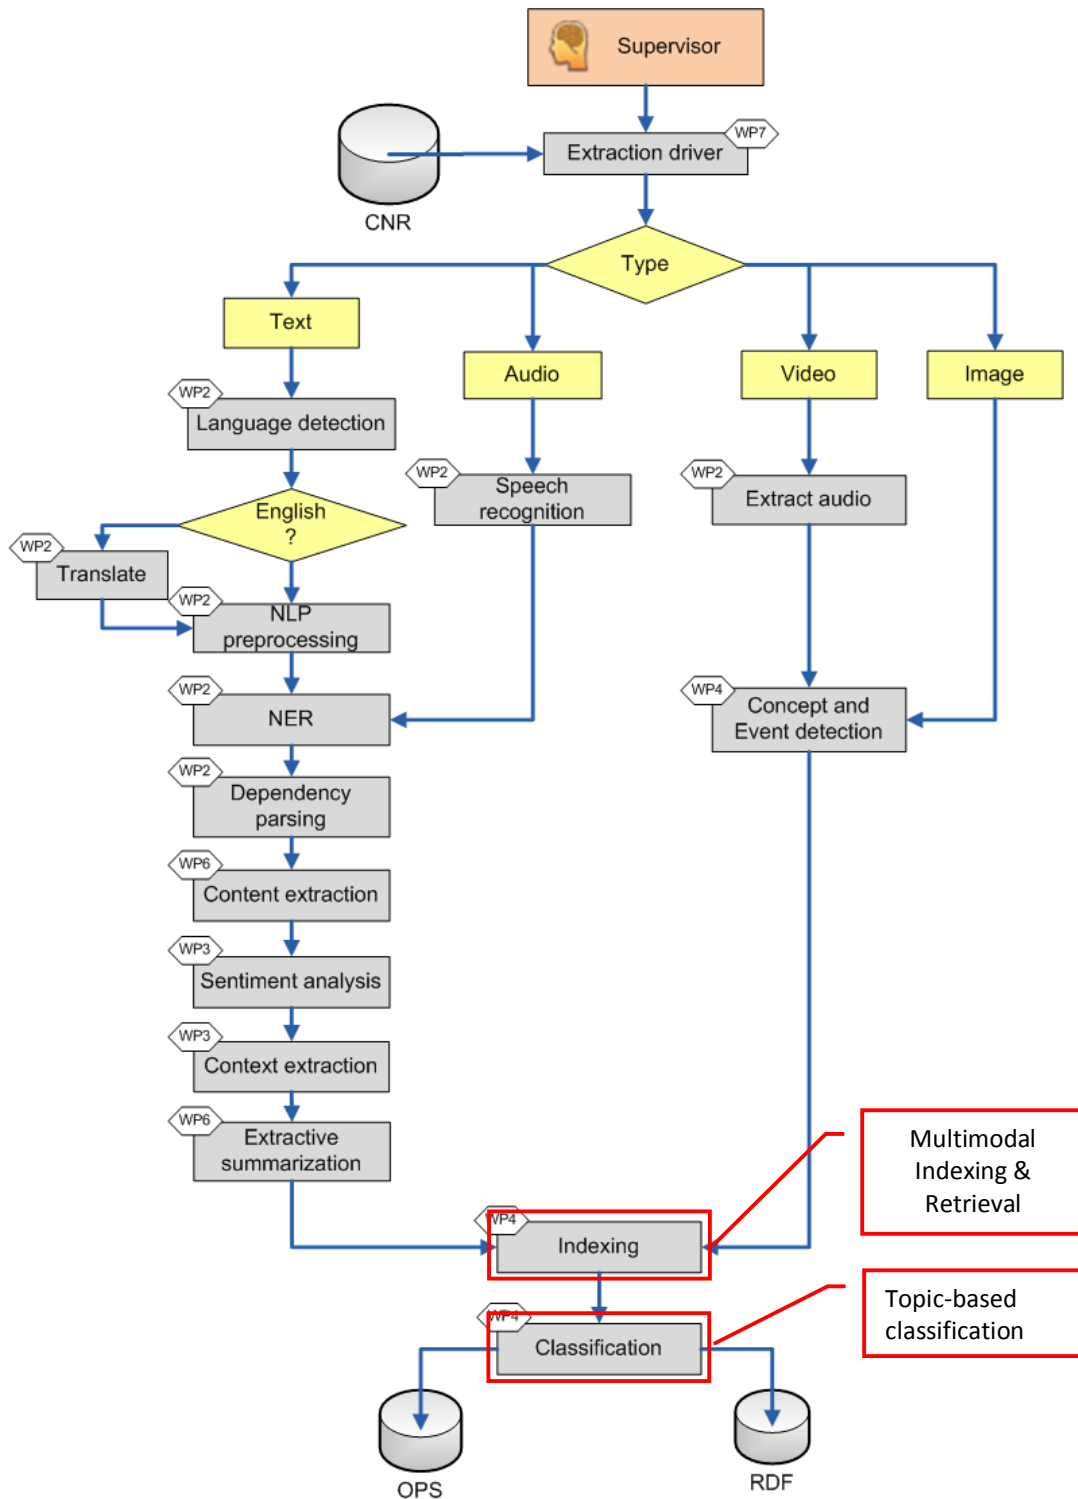 Supervisor
WP7
Extraction driver
CNR
Type
Text
Audio
Video
Image
WP2
Language detection
WP2
Speech
recognition
WP2
Extract audio
English
?
WP2
Translate
WP2
NLP
preprocessing
WP2
NER
WP4
Concept and
Event detection
WP2
Dependency
parsing
WP6
Content extraction
WP3
Sentiment analysis
WP3
Context extraction
WP6
Extractive
summarization
Multimodal
Indexing &
Retrieval
WP4
Indexing
Topic-based
classification
WP4
Classification
OPS
RDF